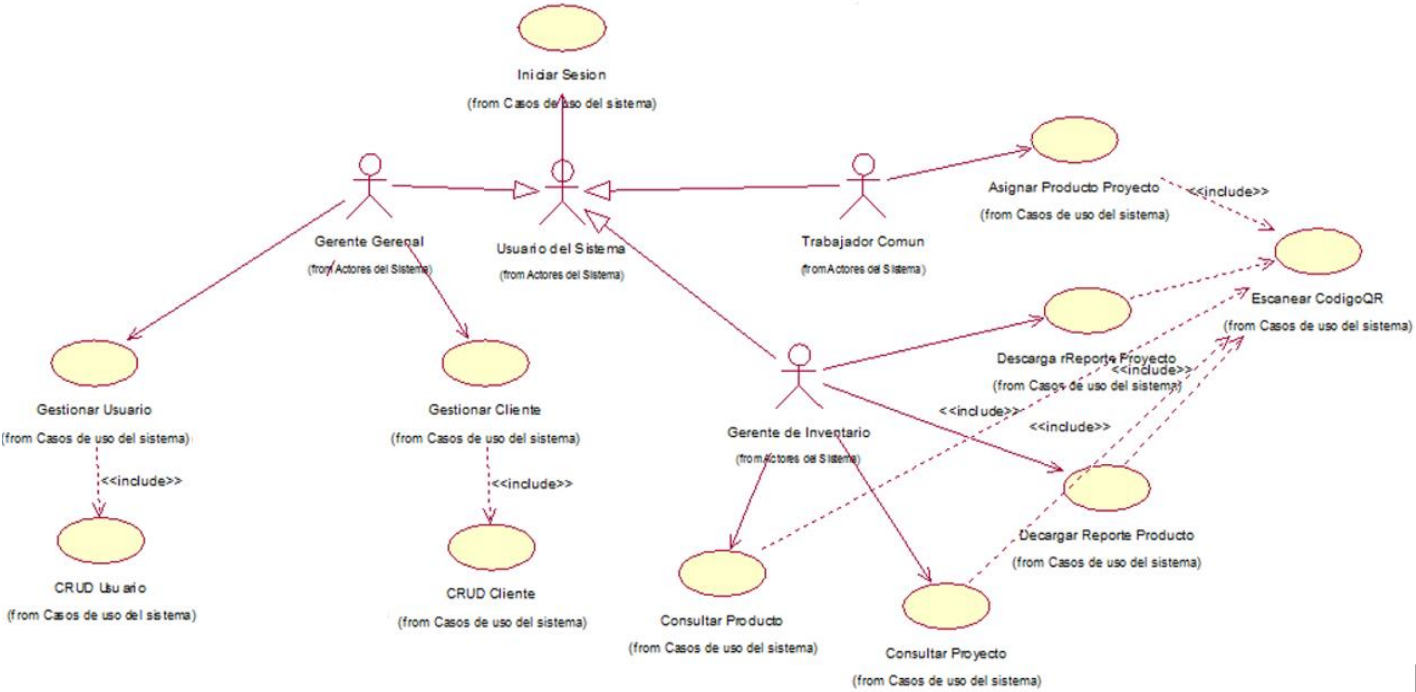 Iniciar Sesion
(from Casos de uso del sistema)
Asignar Producto Proyecto
(from Casos de uso del sistema)
<<include>>
Gerente Gerenal
(from Actores del Sistema)
Usuario del Sistema
(from Actores del Sistema)
Trabajador Comun
(from Actores del Sistema)
Escanear CodigoQR
(from Casos de uso del sistema)
Descarga rReporte Proyecto
(from Casos de uso del sistema)
<<include>>
Gestionar Usuario
(from Casos de uso del sistema)
Gestionar Cliente
(from Casos de uso del sistema)
<<include>>
<<include>>
Gerente de Inventario
(from Actores del Sistema)
<<include>>
<<include>>
Decargar Reporte Producto
(from Casos de uso del sistema)
CRUD Usuario
(from Casos de uso del sistema)
CRUD Cliente
(from Casos de uso del sistema)
Consultar Producto
(from Casos de uso del sistema)
Consultar Proyecto
(from Casos de uso del sistema)